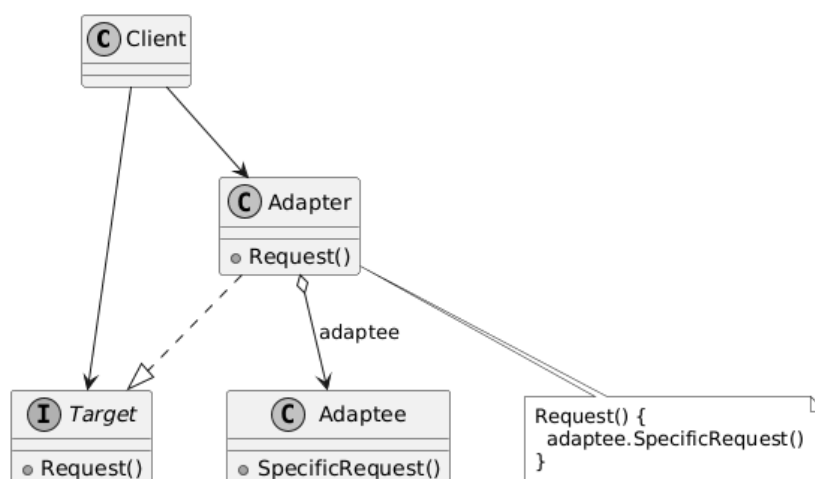 C Client
C Adapter
Request()
adaptee
I Target
Request()
C Adaptee
SpecificRequest()
Request() {
adaptee.SpecificRequest()
}